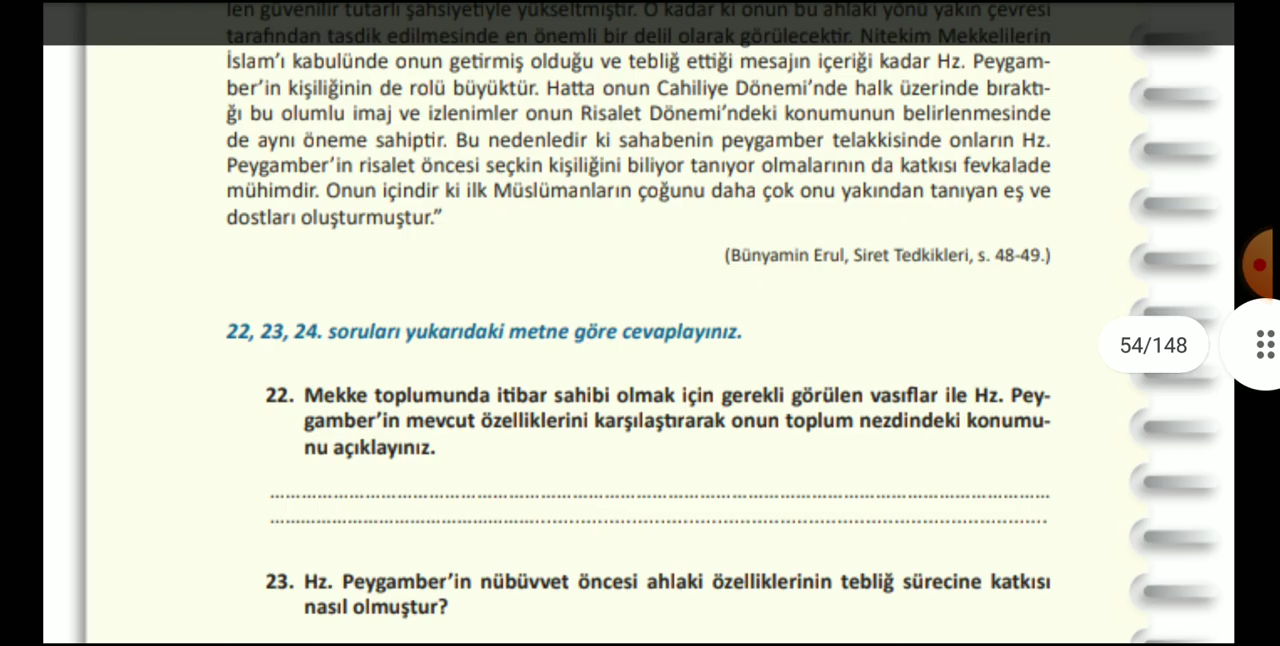 len güvenilir tutarlı şahsiyetiyle yükseltmiştir. O kadar ki onun bu ahlaki yönü yakın çevresi
tarafından tasdik edilmesinde en önemli bir delil olarak görülecektir. Nitekim Mekkelilerin
İslam’ı kabulünde onun getirmiş olduğu ve tebliğ ettiği mesajın içeriği kadar Hz. Peygam-
ber’in kişiliğinin de rolü büyüktür. Hatta onun Cahiliye Dönemi’nde halk üzerinde bıraktı-
ğı bu olumlu imaj ve izlenimler onun Risalet Dönemi’ndeki konumunun belirlenmesinde
de aynı öneme sahiptir. Bu nedenledir ki sahabenin peygamber telakkisinde onların Hz.
Peygamber’in risalet öncesi seçkin kişiliğini biliyor tanıyor olmalarının da katkısı fevkalade
mühimdir. Onun içindir ki ilk Müslümanların çoğunu daha çok onu yakından tanıyan eş ve
dostları oluşturmuştur.”
(Bünyamin Erul, Siret Tedkikleri, s. 48-49.)
22, 23, 24. soruları yukarıdaki metne göre cevaplayınız.
54/148
22. Mekke toplumunda itibar sahibi olmak için gerekli görülen vasıflar ile Hz. Pey-
gamber’in mevcut özelliklerini karşılaştırarak onun toplum nezdindeki konumu-
nu açıklayınız.
23. Hz. Peygamber’in nübüvvet öncesi ahlaki özelliklerinin tebliğ sürecine katkısı
nasıl olmuştur?